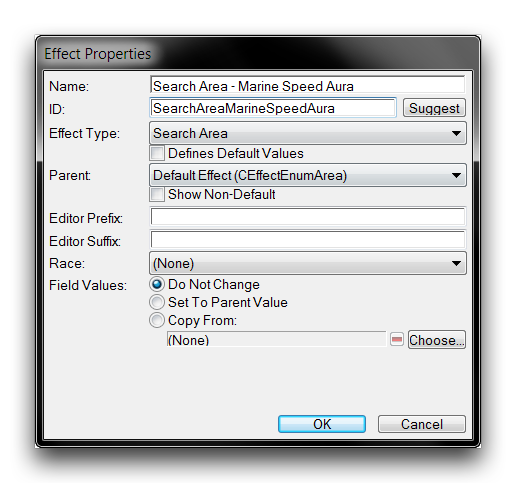 Effect Properties
Name: Search Area - Marine Speed Aura
ID: SearchAreaMarineSpeedAura Suggest
Effect Type: Search Area
Defines Default Values
Parent: Default Effect (CEffectEnumArea)
Show Non-Default
Editor Prefix:
Editor Suffix:
Race: (None)
Field Values: Do Not Change
Set To Parent Value
Copy From:
(None) Choose...
OK Cancel